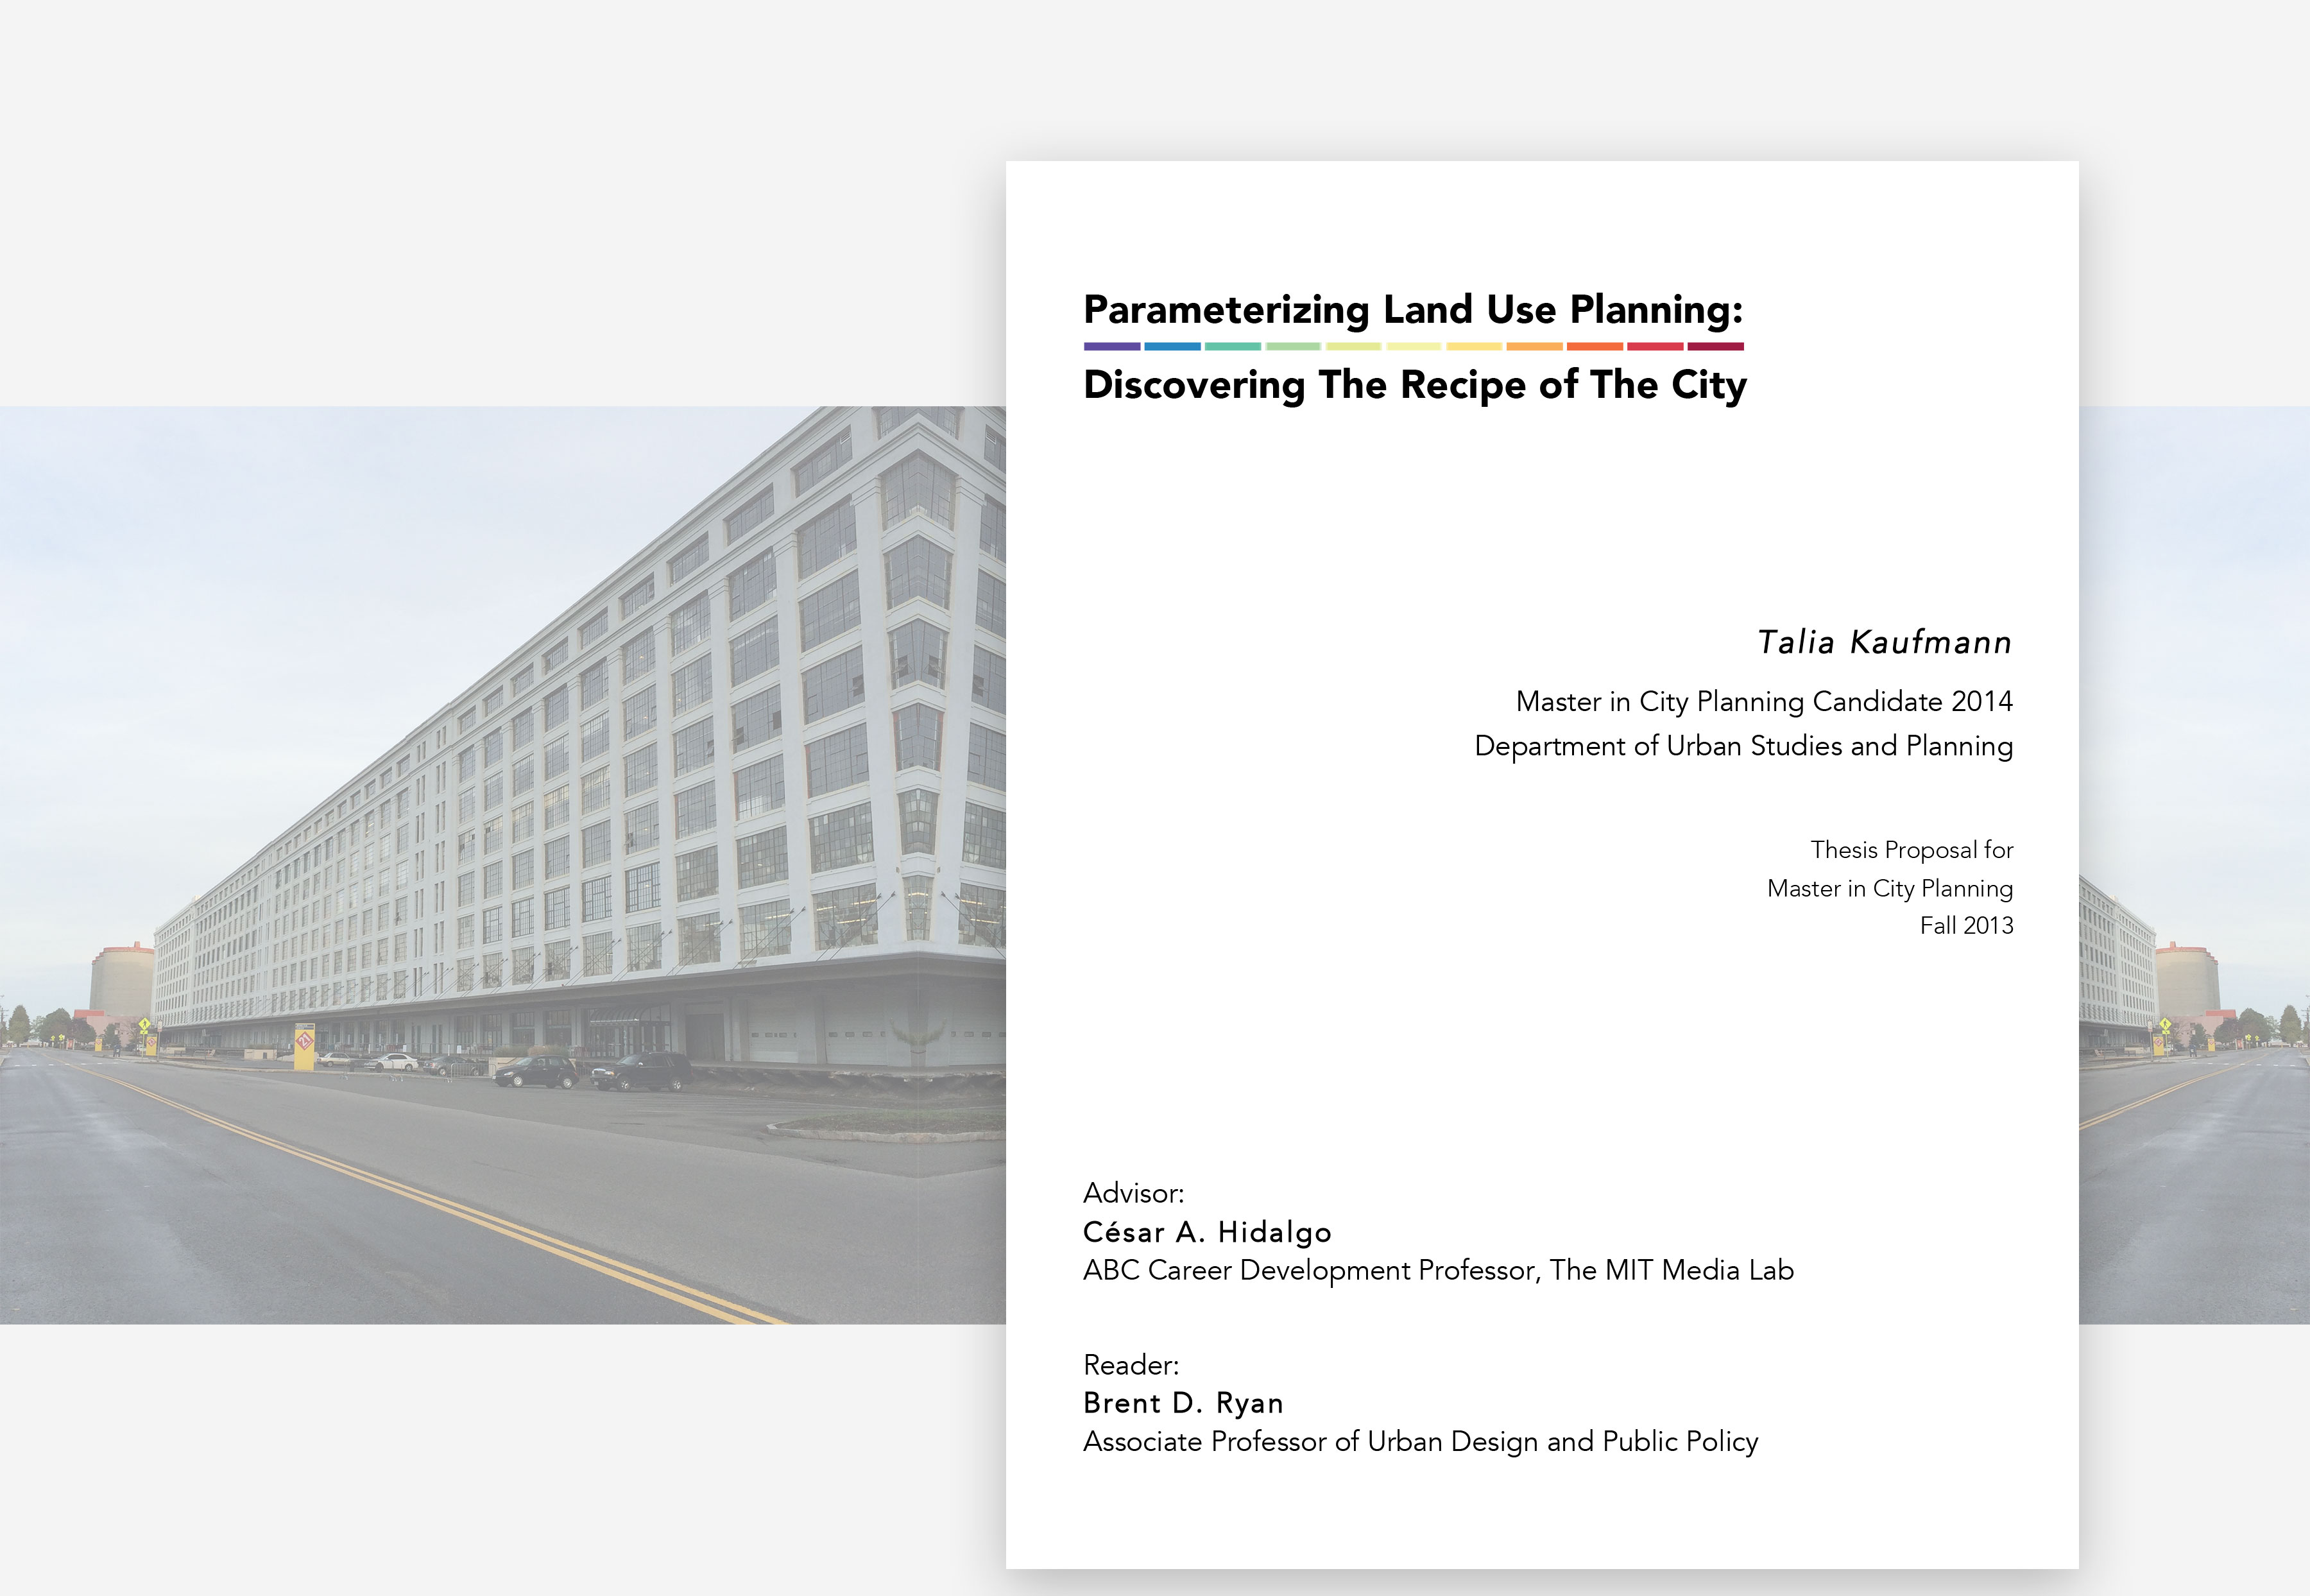 Parameterizing Land Use Planning:
Discovering The Recipe of The City
Talia Kaufmann
Master in City Planning Candidate 2014
Department of Urban Studies and Planning
Thesis Proposal for
Master in City Planning
Fall 2013
Advisor:
César A. Hidalgo
ABC Career Development Professor, The MIT Media Lab
Reader:
Brent D. Ryan
Associate Professor of Urban Design and Public Policy